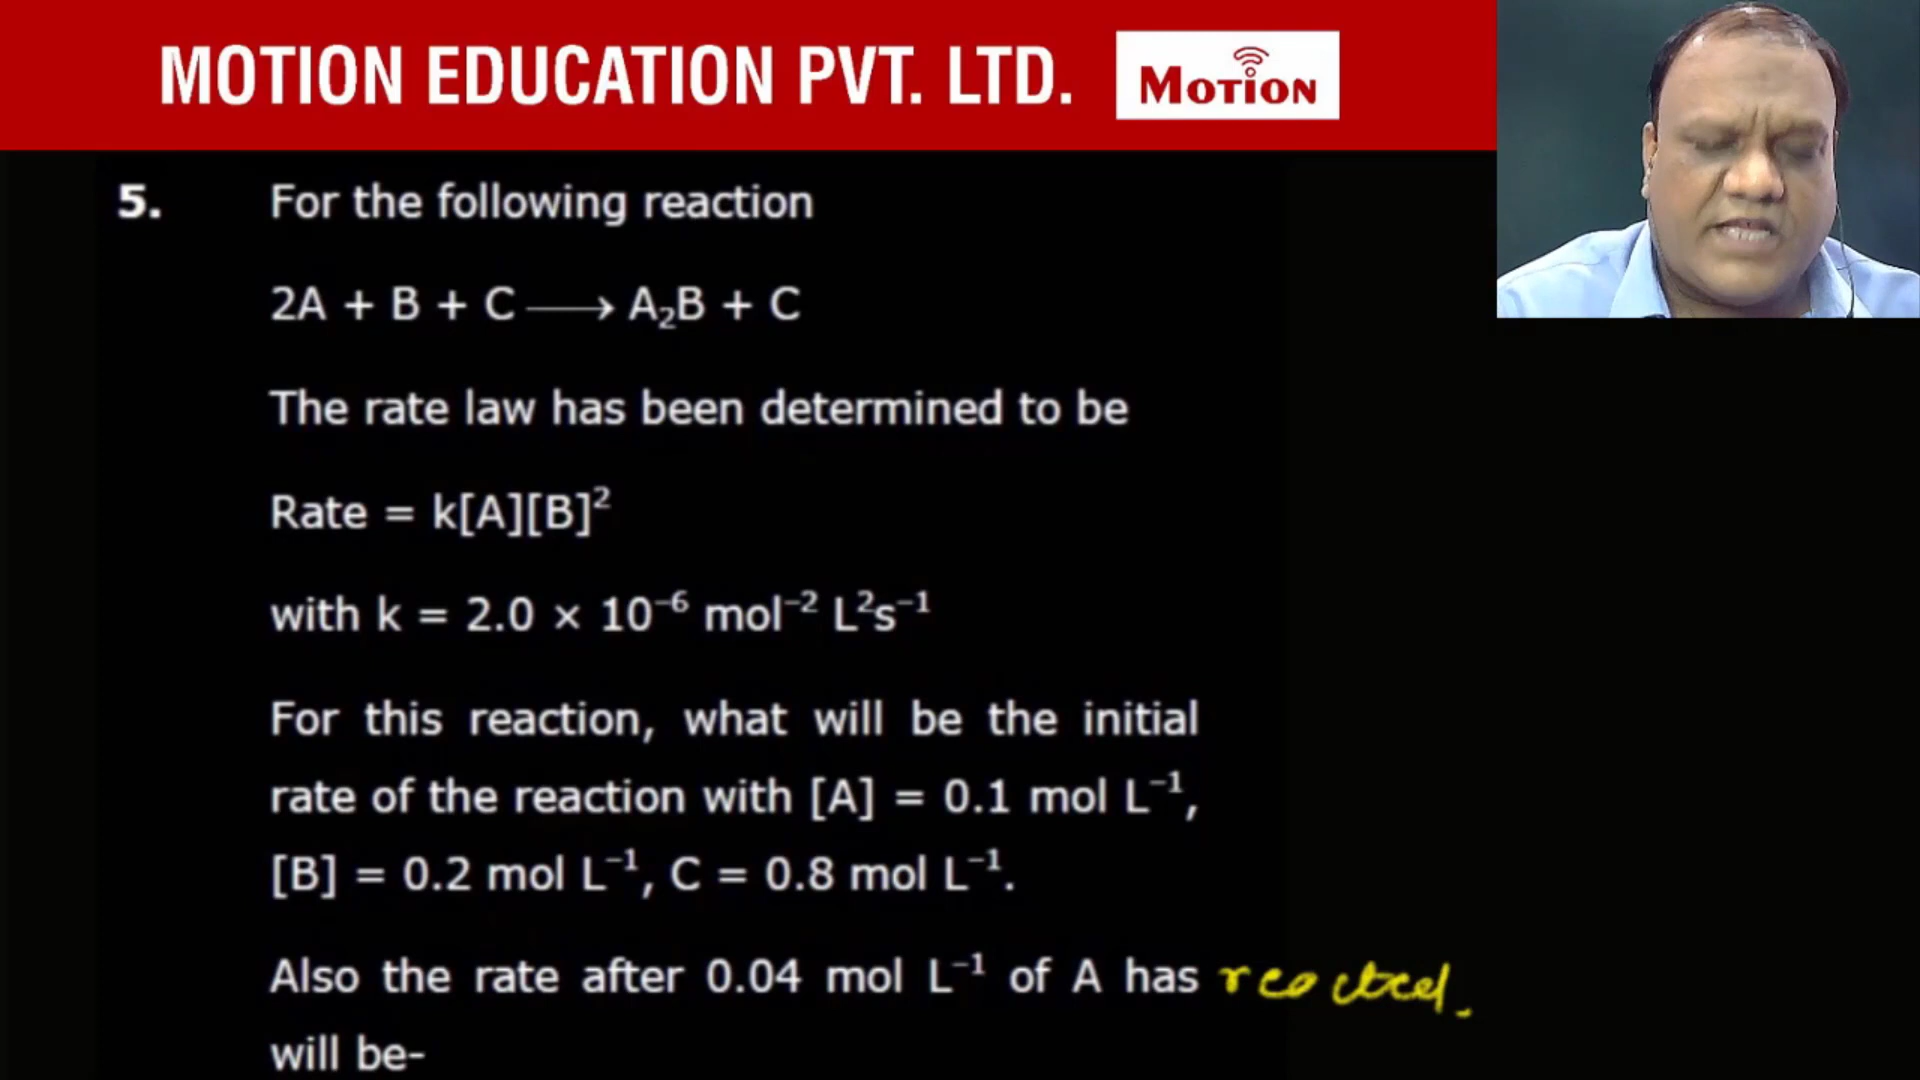 MOTION EDUCATION PVT. LTD.
MOTION
5. For the following reaction
2A + B + C ⟶ A₂B + C
The rate law has been determined to be
Rate = k[A][B]²
with k = 2.0 × 10⁻⁶ mol⁻² L²s⁻¹
For this reaction, what will be the initial
rate of the reaction with [A] = 0.1 mol L⁻¹,
[B] = 0.2 mol L⁻¹, C = 0.8 mol L⁻¹.
Also the rate after 0.04 mol L⁻¹ of A has reacted.
will be-